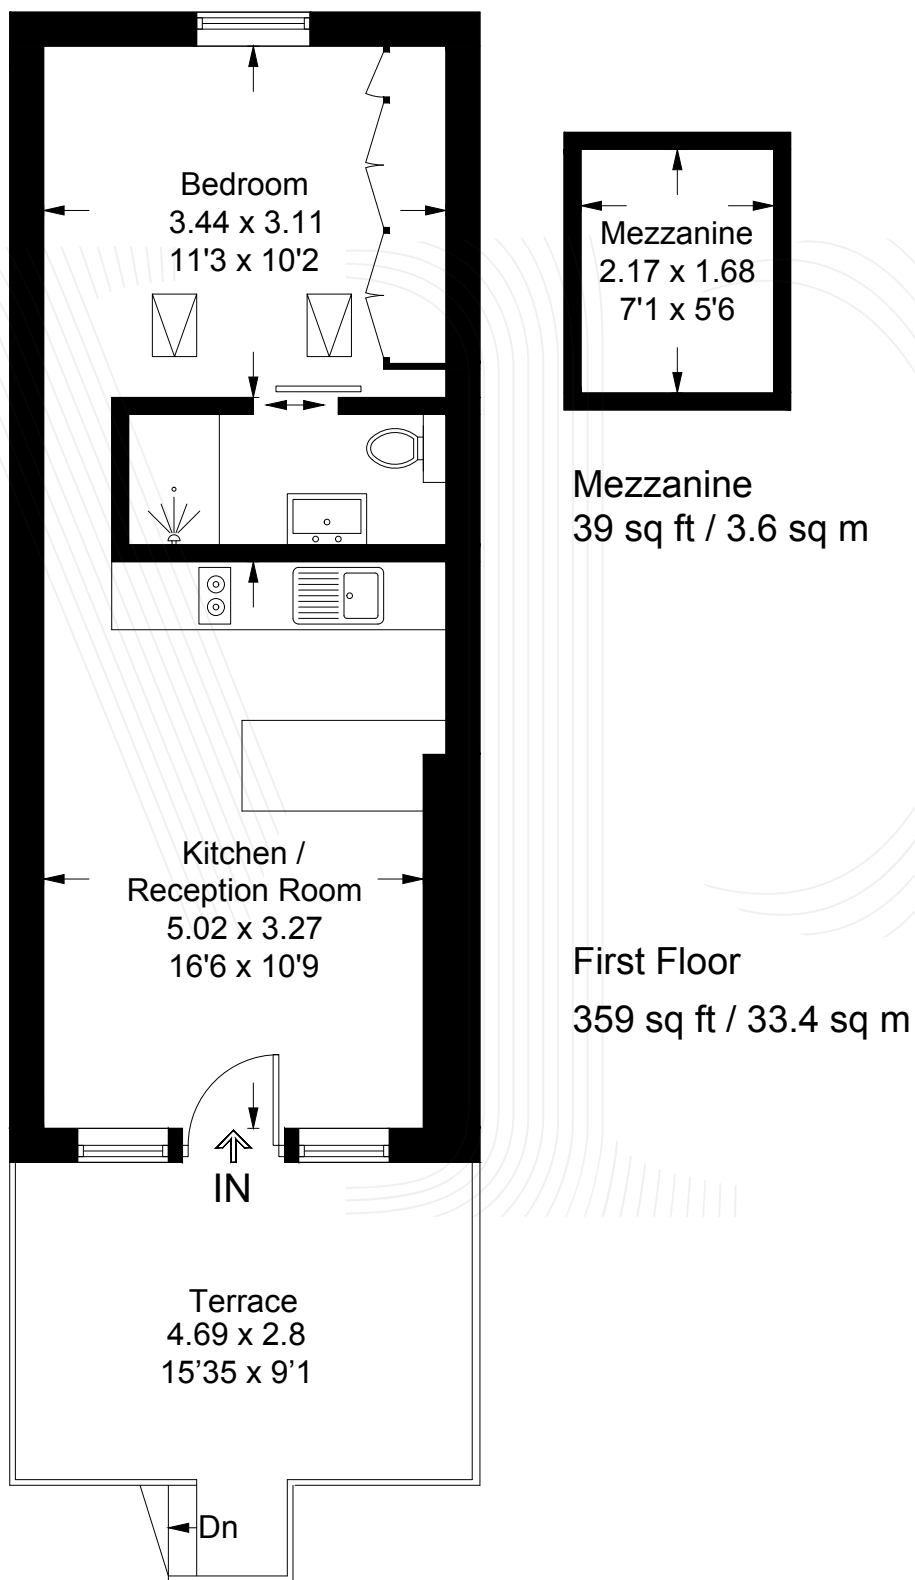 Bedroom
3.44 x 3.11
11'3 x 10'2
Mezzanine
2.17 x 1.68
7'1 x 5'6
Mezzanine
39 sq ft / 3.6 sq m
Kitchen /
Reception Room
5.02 x 3.27
16'6 x 10'9
First Floor
359 sq ft / 33.4 sq m
IN
Terrace
4.69 x 2.8
15’35 x 9’1
Dn